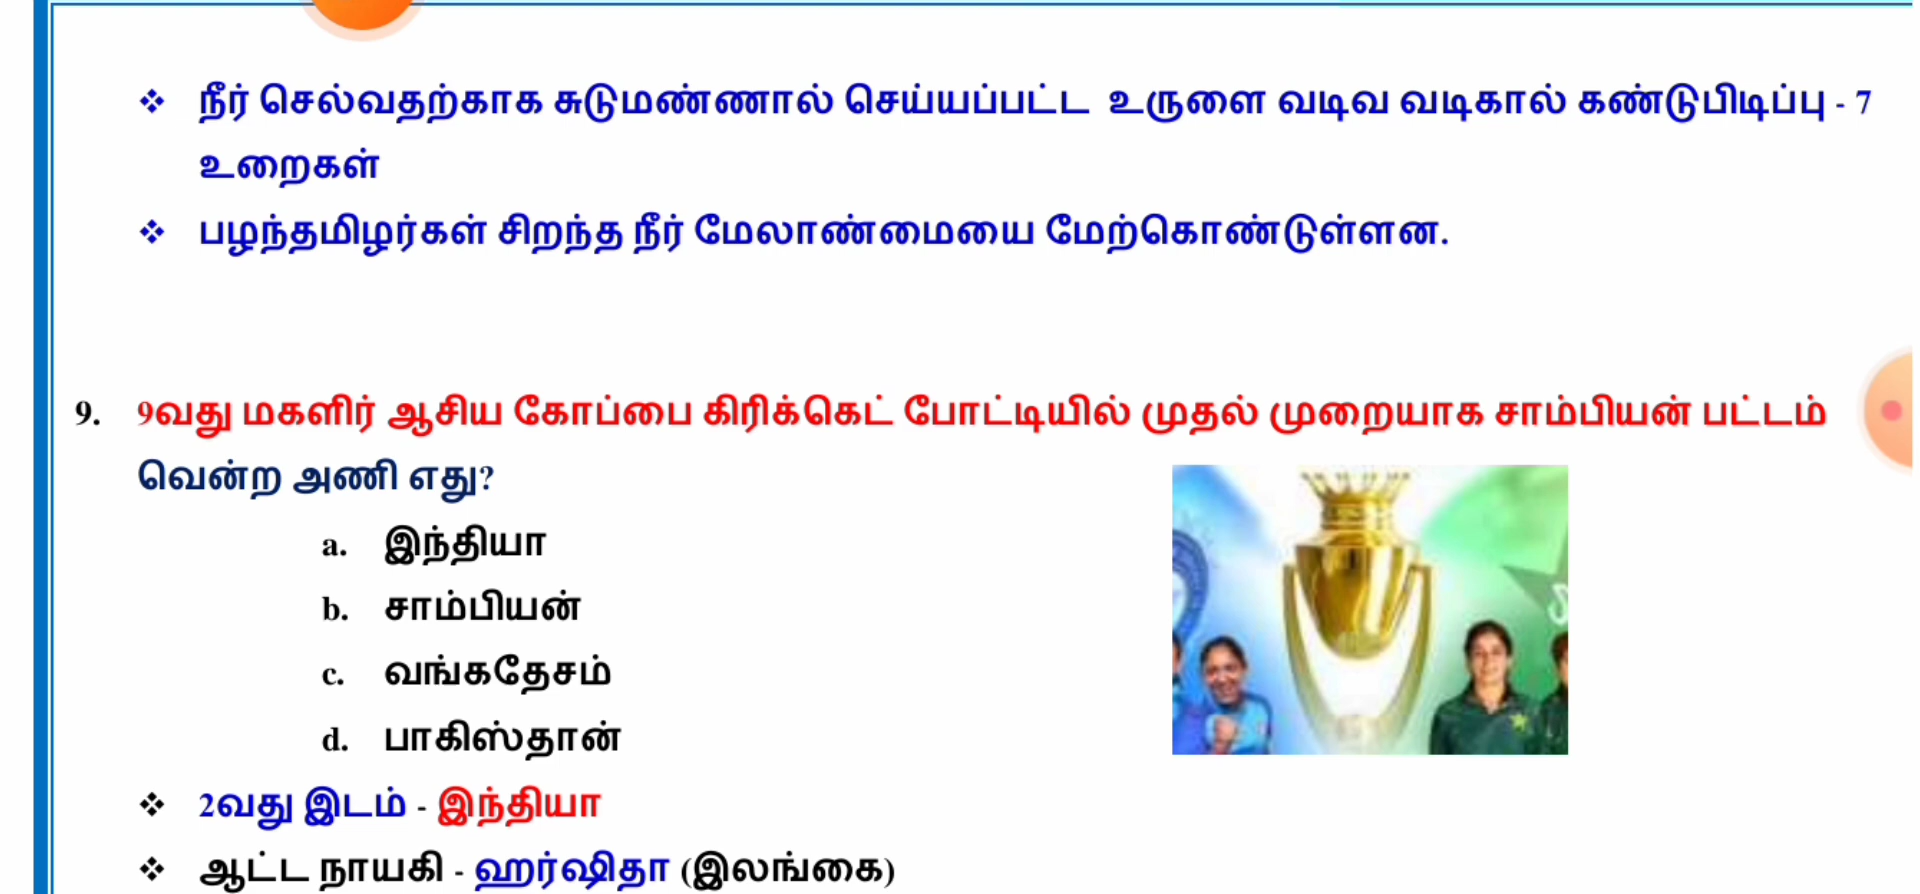 ❖ நீர் செல்வதற்காக சுடுமண்ணால் செய்யப்பட்ட உருளை வடிவ வடிகால் கண்டுபிடிப்பு - 7
உறைகள்
❖ பழந்தமிழர்கள் சிறந்த நீர் மேலாண்மையை மேற்கொண்டுள்ளன.
9. 9வது மகளிர் ஆசிய கோப்பை கிரிக்கெட் போட்டியில் முதல் முறையாக சாம்பியன் பட்டம்
வென்ற அணி எது?
a. இந்தியா
b. சாம்பியன்
c. வங்கதேசம்
d. பாகிஸ்தான்
❖ 2வது இடம் - இந்தியா
❖ ஆட்ட நாயகி - ஹர்ஷிதா (இலங்கை)